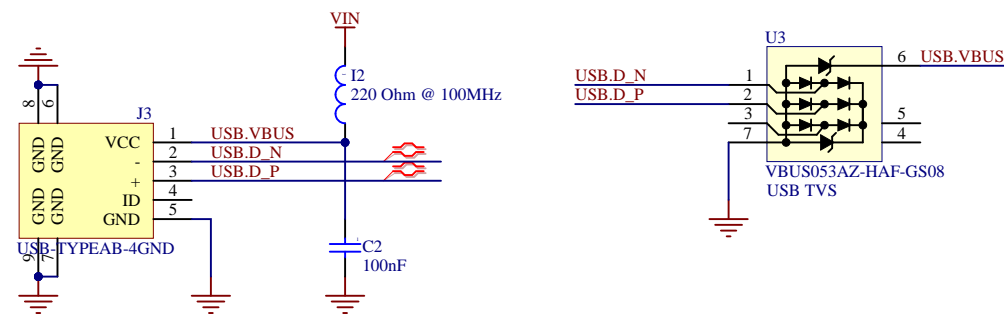 VIN
I2
220 Ohm @ 100MHz
J3
8
6
GND
GND
GND
GND
9
7
VCC
1
USB.VBUS
-
2
USB.D_N
+
3
USB.D_P
ID
4
GND
5
USB-TYPEAB-4GND
C2
100nF
U3
6
USB.VBUS
USB.D_N
1
USB.D_P
2
3
5
7
4
VBUS053AZ-HAF-GS08
USB TVS